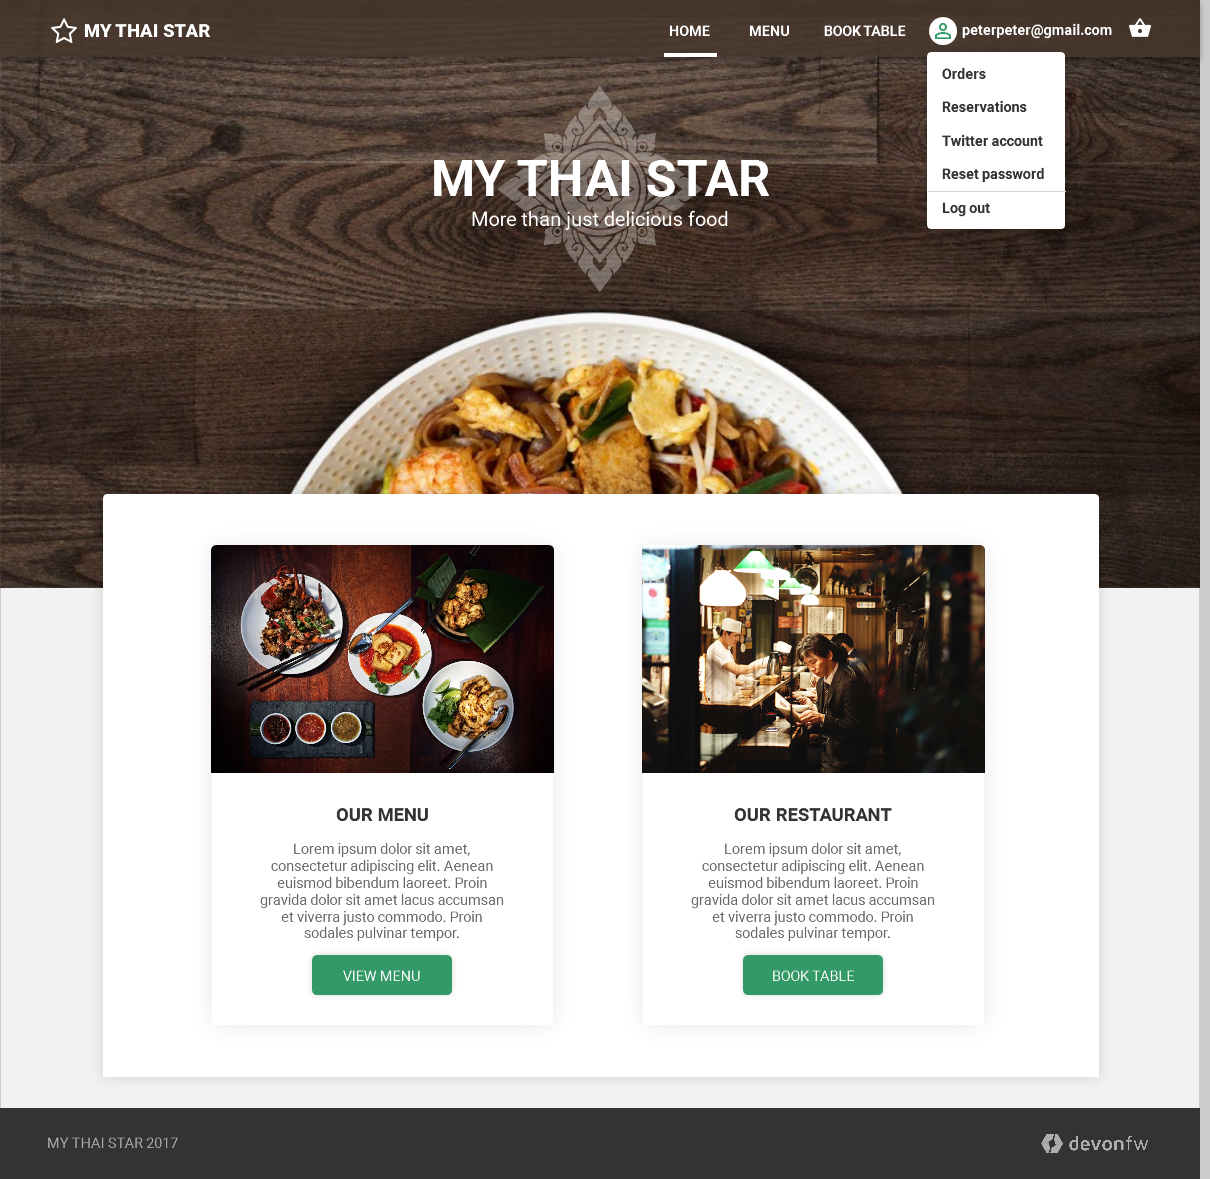 MY THAI STAR
HOME
MENU
BOOK TABLE
peterpeter@gmail.com
Orders
Reservations
Twitter account
Reset password
Log out
MY THAI STAR
More than just delicious food
OUR MENU
Lorem ipsum dolor sit amet,
consectetur adipiscing elit. Aenean
euismod bibendum laoreet. Proin
gravida dolor sit amet lacus accumsan
et viverra justo commodo. Proin
sodales pulvinar tempor.
VIEW MENU
OUR RESTAURANT
Lorem ipsum dolor sit amet,
consectetur adipiscing elit. Aenean
euismod bibendum laoreet. Proin
gravida dolor sit amet lacus accumsan
et viverra justo commodo. Proin
sodales pulvinar tempor.
BOOK TABLE
MY THAI STAR 2017
devonfw